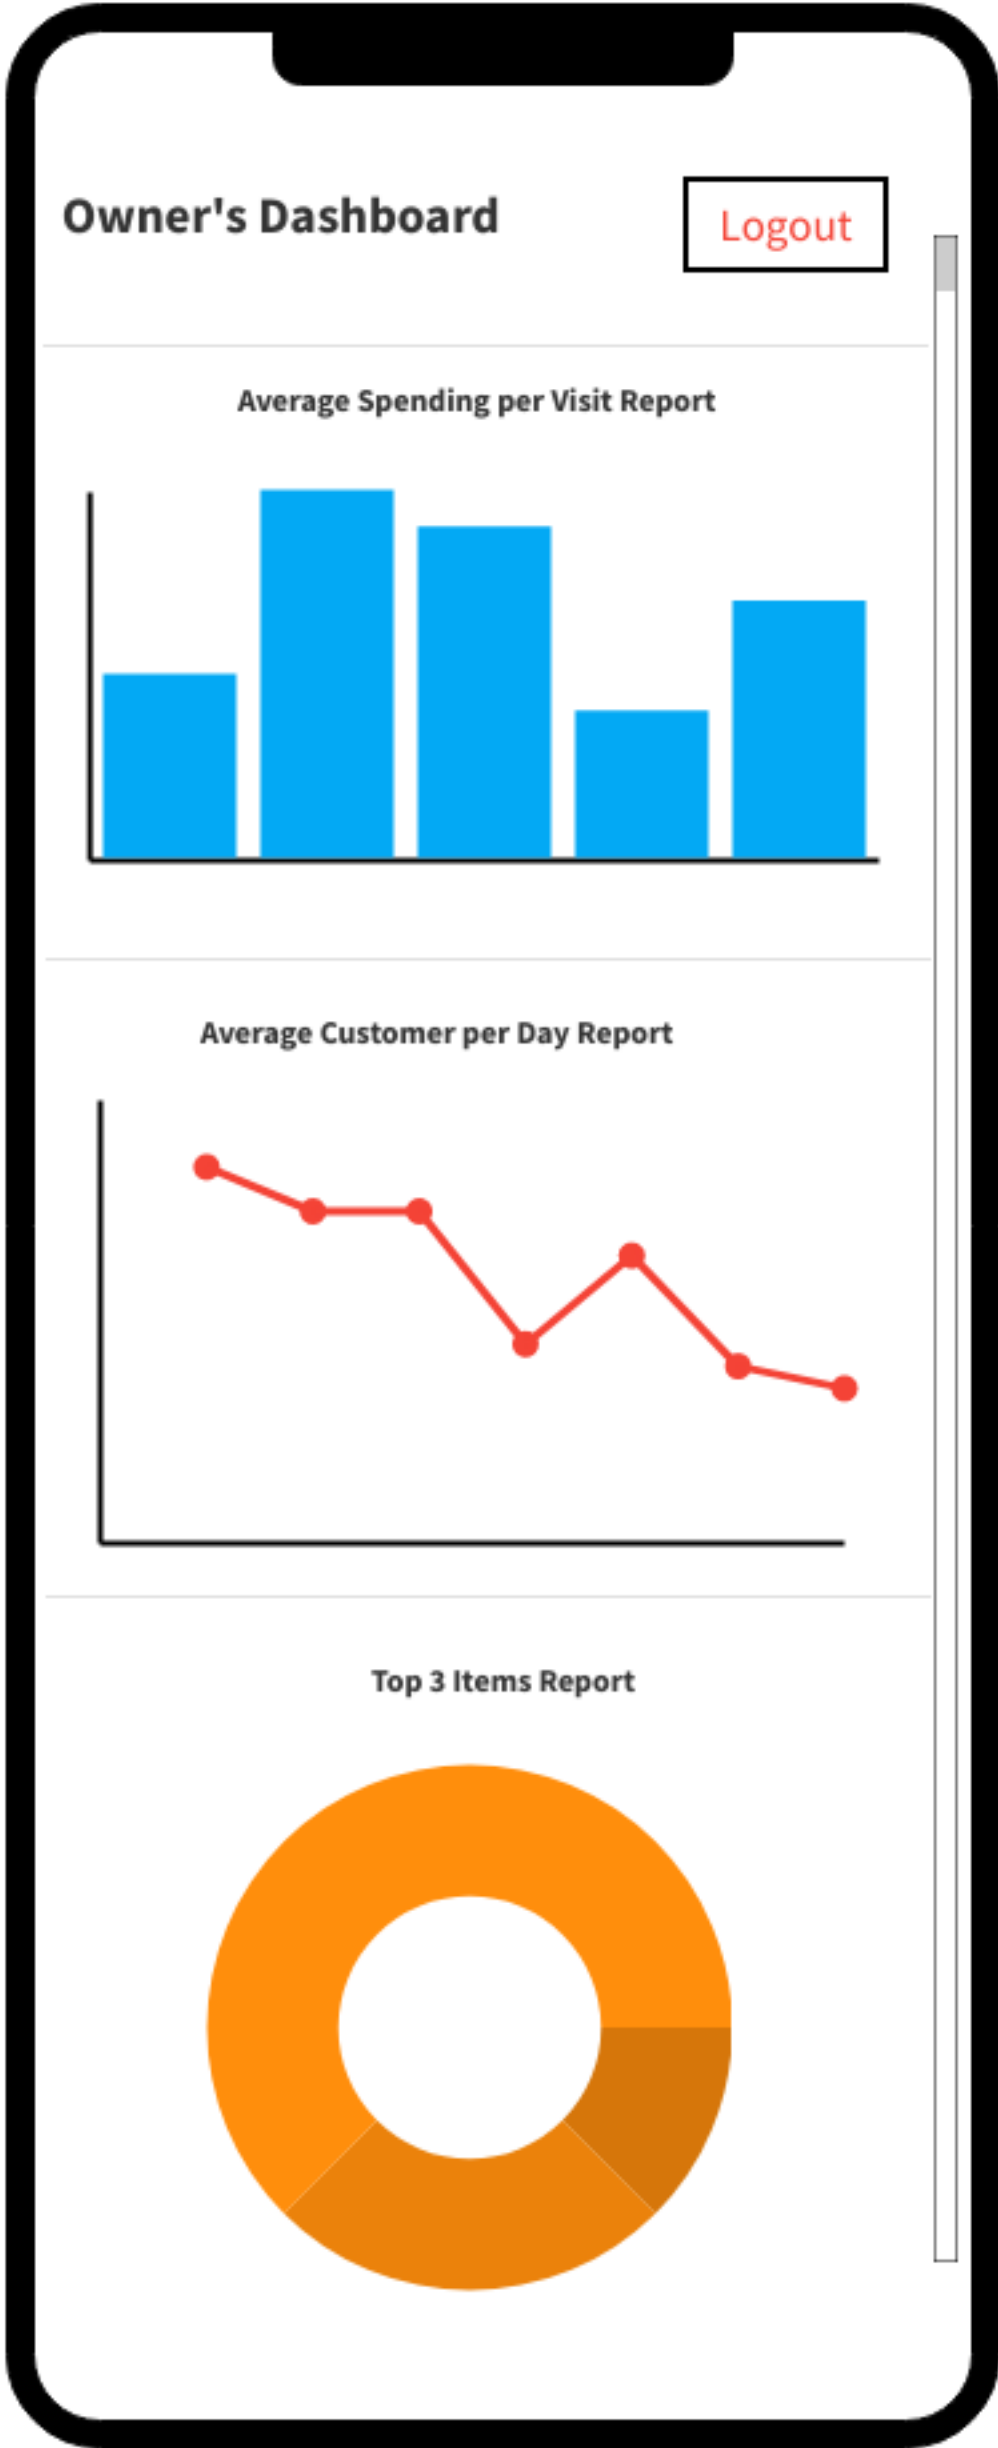 Owner's Dashboard
Logout
Average Spending per Visit Report
Average Customer per Day Report
Top 3 Items Report